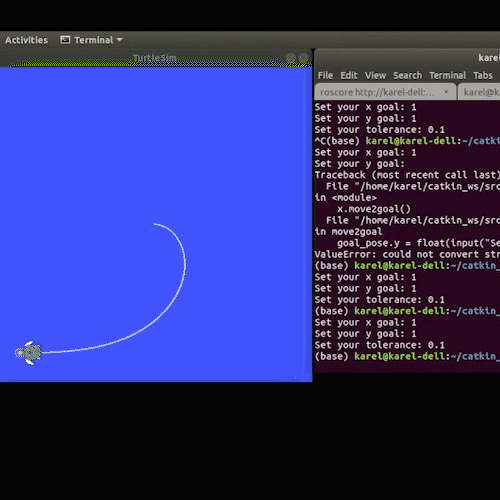 Activities Terminal
TurtleSim
karel
File Edit View Search Terminal Tabs
roscore http://karel-dell:... × karel@k
Set your x goal: 1
Set your y goal: 1
Set your tolerance: 0.1
^C(base) karel@karel-dell:~/catkin
Set your x goal: 1
Set your y goal:
Traceback (most recent call last)
File "/home/karel/catkin_ws/src
in <module>
x.move2goal()
File "/home/karel/catkin_ws/src
in move2goal
goal_pose.y = float(input("Se
ValueError: could not convert str
(base) karel@karel-dell:~/catkin_
Set your x goal: 1
Set your y goal: 1
Set your tolerance: 0.1
(base) karel@karel-dell:~/catkin_
Set your x goal: 1
Set your y goal: 1
Set your tolerance: 0.1
(base) karel@karel-dell:~/catkin_